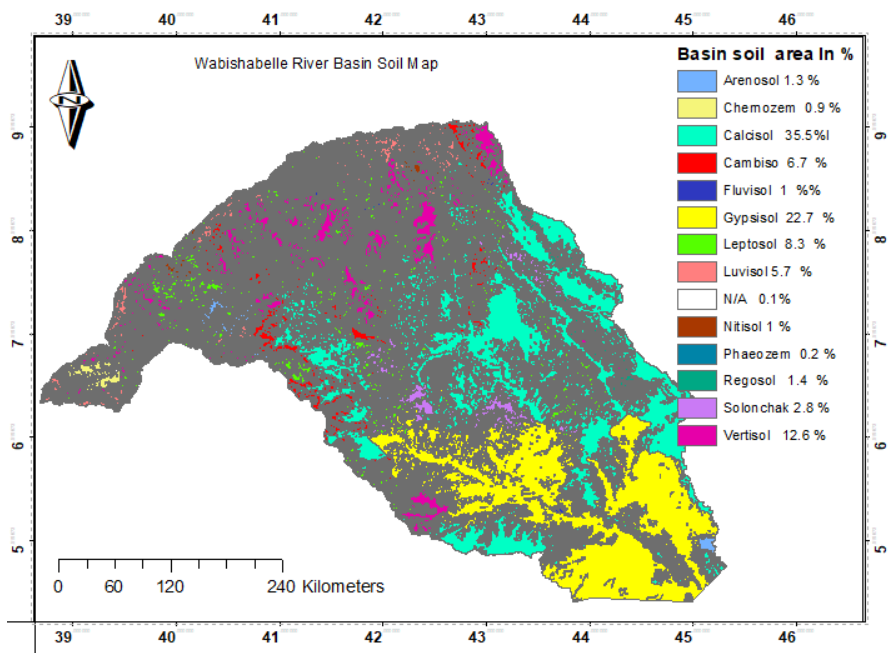 39 40 41 42 43 44 45 46
Wabishabelle River Basin Soil Map
N
Basin soil area In %
Arenosol 1.3 %
Chernozem 0.9 %
Calcisol 35.5%l
Cambiso 6.7 %
Fluvisol 1 %%
Gypsisol 22.7 %
Leptosol 8.3 %
Luvisol 5.7 %
N/A 0.1%
Nitisol 1 %
Phaeozem 0.2 %
Regosol 1.4 %
Solonchak 2.8 %
Vertisol 12.6 %
9 9
8 8
7 7
6 6
5 5
0 60 120 240 Kilometers
39 40 41 42 43 44 45 46